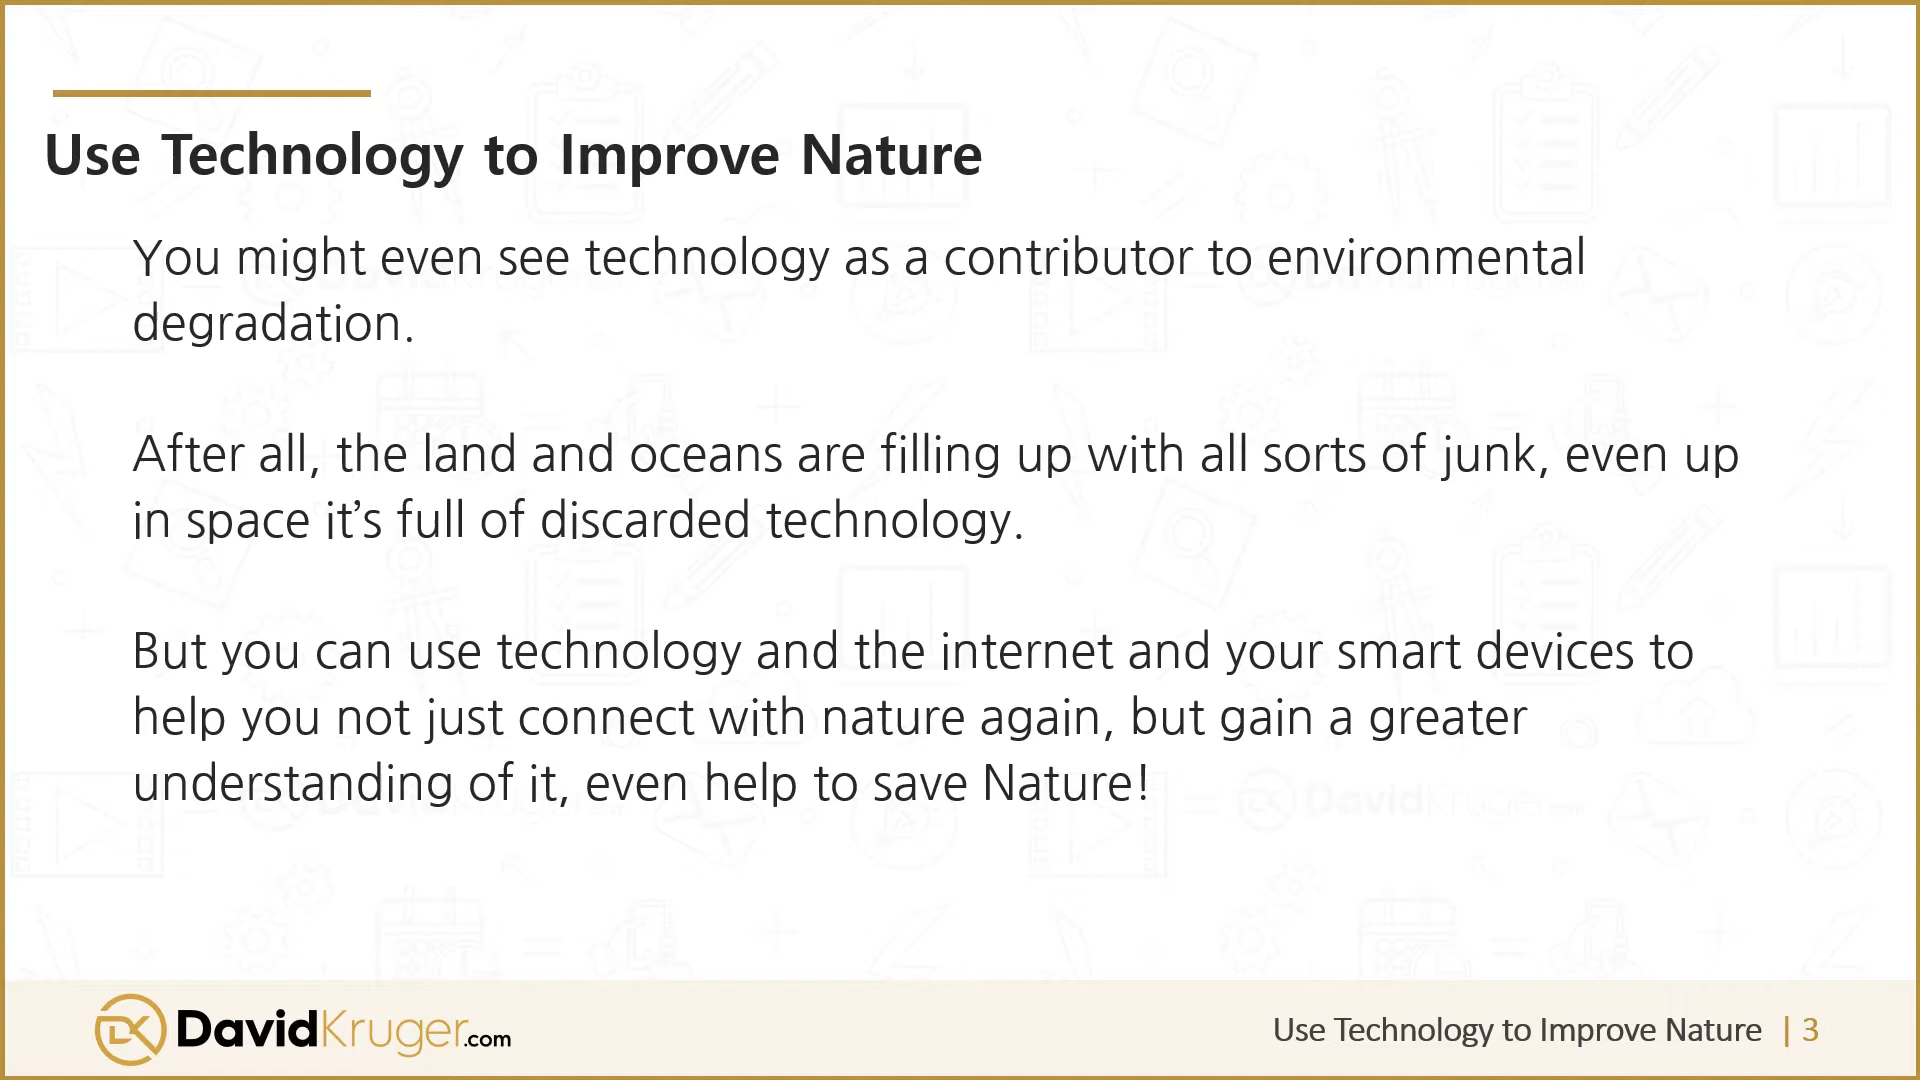 Use Technology to Improve Nature
You might even see technology as a contributor to environmental
degradation.
After all, the land and oceans are filling up with all sorts of junk, even up
in space it’s full of discarded technology.
But you can use technology and the internet and your smart devices to
help you not just connect with nature again, but gain a greater
understanding of it, even help to save Nature!
DK DavidKruger.com
Use Technology to Improve Nature | 3